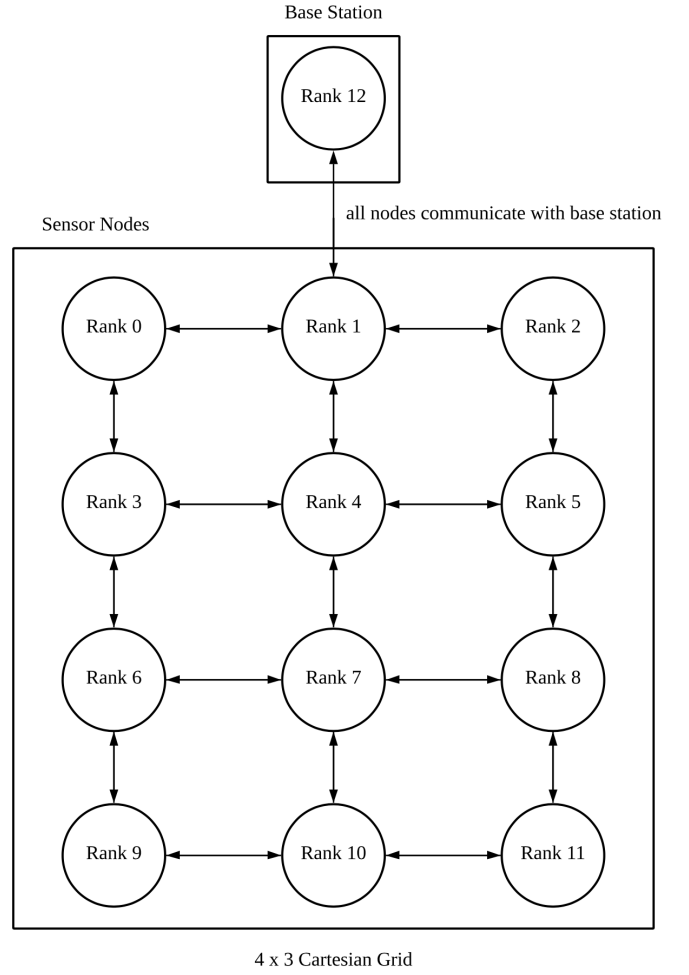 Base Station
Rank 12
all nodes communicate with base station
Sensor Nodes
Rank 0
Rank 1
Rank 2
Rank 3
Rank 4
Rank 5
Rank 6
Rank 7
Rank 8
Rank 9
Rank 10
Rank 11
4 x 3 Cartesian Grid